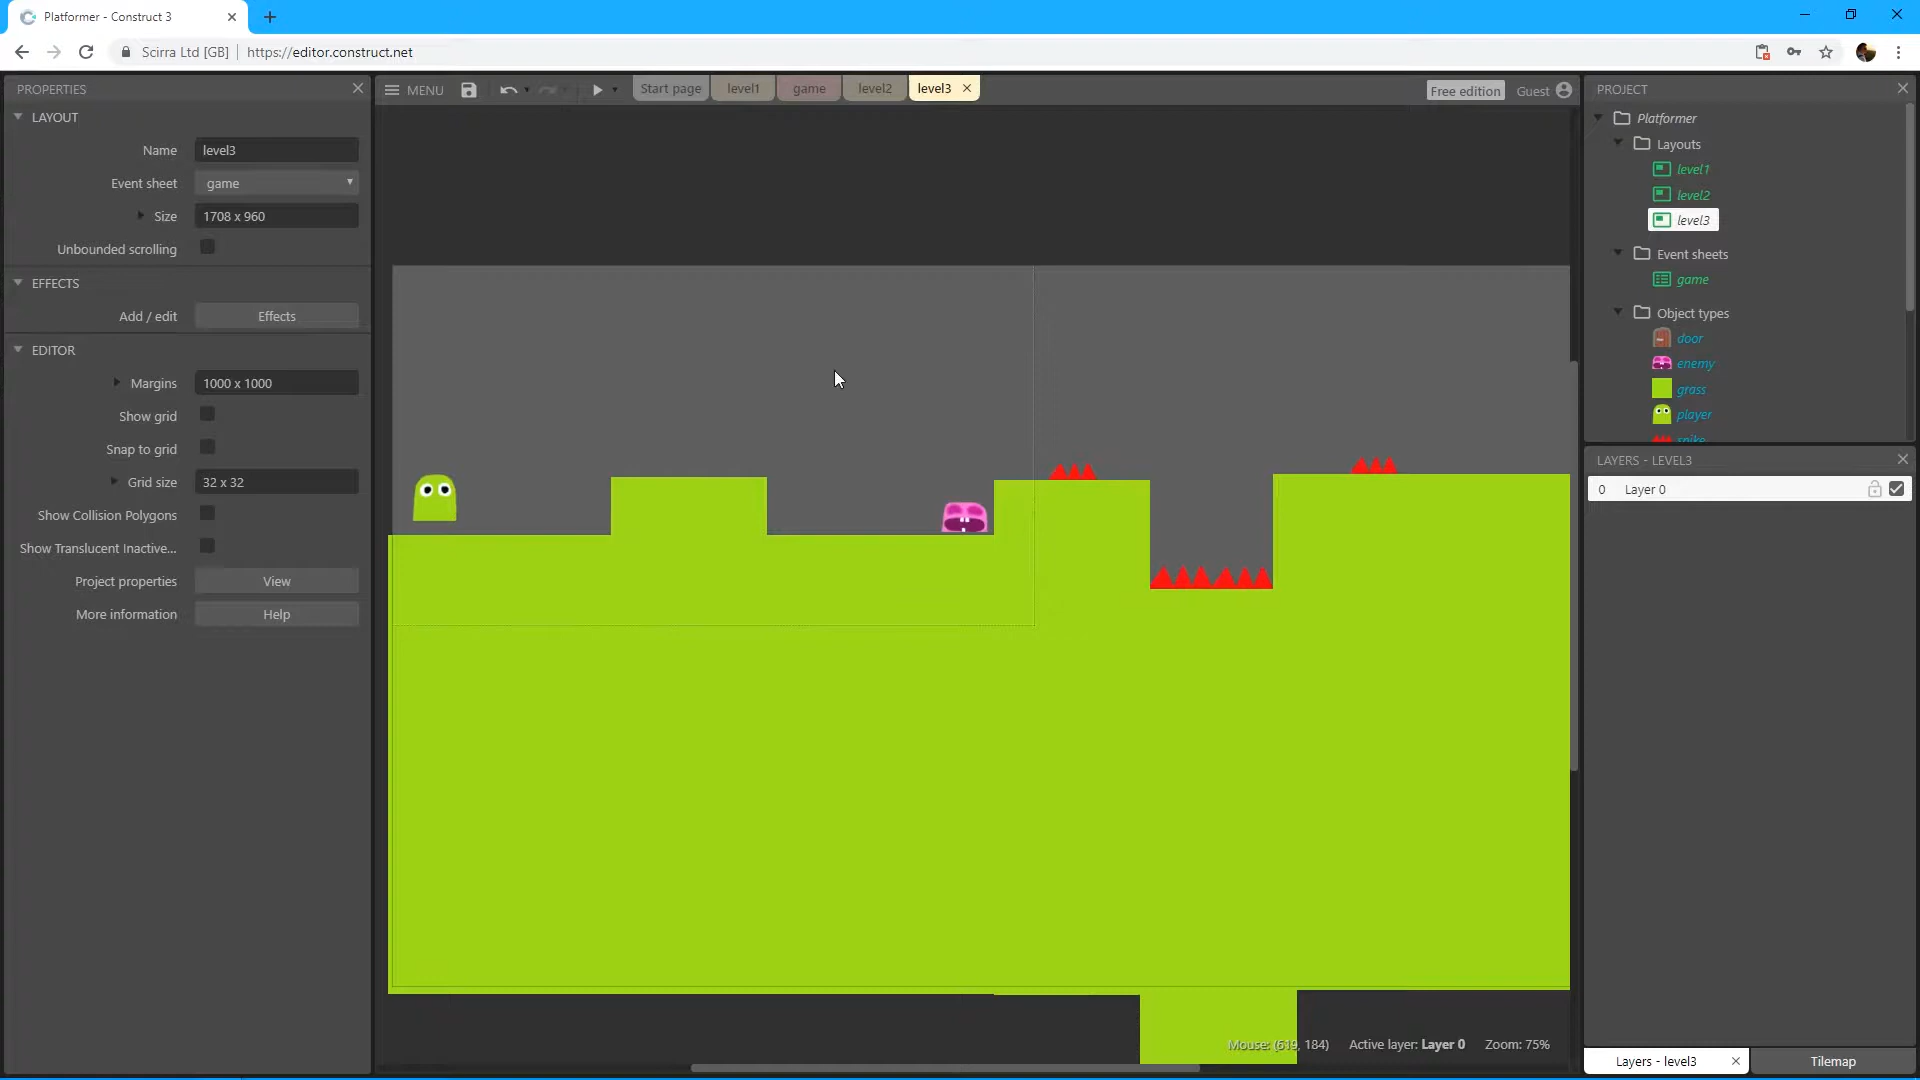 Platformer - Construct 3
Scirra Ltd [GB]
https://editor.construct.net
PROPERTIES
LAYOUT
Name
level3
Event sheet
game
Size
1708 x 960
Unbounded scrolling
EFFECTS
Add / edit
Effects
EDITOR
Margins
1000 x 1000
Show grid
Snap to grid
Grid size
32 x 32
Show Collision Polygons
Show Translucent Inactive...
Project properties
View
More information
Help
MENU
Start page
level1
game
level2
level3
Free edition
Guest
Mouse: (619, 184)
Active layer: Layer 0
Zoom: 75%
PROJECT
Platformer
Layouts
level1
level2
level3
Event sheets
game
Object types
door
enemy
grass
player
spike
LAYERS - LEVEL3
0
Layer 0
Layers - level3
Tilemap